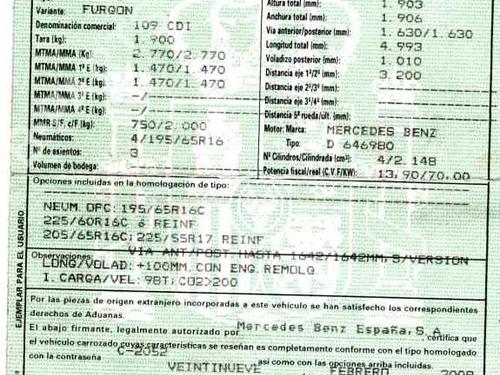 Variante: FURGON
Denominación comercial: 109 CDI
Tara (kg): 1.900
MTMA/MMA (Kg) 2.770/2.770
MTMA/MMA 1º E (kg): 1.470/1.470
MTMA/MMA 2º E (kg): 1.470/1.470
MTMA/MMA 3º E (kg): -/-
MTMA/MMA 4º E (kg): -/-
MMR S/F, c/F (kg): 750/2.000
Neumáticos: 4/195/65R16
Nº de asientos: 3
Volumen de bodega:
Altura total (mm): 1.903
Anchura total (mm): 1.906
Vía anterior/posterior (mm): 1.630/1.630
Longitud total (mm): 4.993
Voladizo posterior (mm): 1.010
Distancia eje 1º/2º (mm): 3.200
Distancia eje 2º/3º (mm):
Distancia eje 3º/4º (mm):
Distancia 5ª rueda/últ. (mm):
Motor: Marca: MERCEDES BENZ
Tipo: D 646980
Nº Cilindros/Cilindrada (cm³): 4/2.148
Potencia fiscal/real (C.V.F/KW): 13,90/70,00
Opciones incluidas en la homologación de tipo:
NEUM. OFC: 195/65R16C
225/60R16C ó REINF
205/65R16C; 225/55R17 REINF
VIA ANT/POST HASTA 1642/1642MM, S/VERSION
Observaciones:
LONG/VOLAD: +100MM. CON ENG. REMOLQ
I. CARGA/VEL: 98T; CO2>200
EJEMPLAR PARA EL USUARIO
Por las piezas de origen extranjero incorporadas a este vehículo se han satisfecho los correspondientes
derechos de Aduanas.
El abajo firmante, legalmente autorizado por Mercedes Benz España, S.A., certifica que
el vehículo carrozado cuyas características se reseñan es completamente conforme con el tipo homologado
con la contraseña C-2052 así como con las opciones arriba incluidas.
VEINTINUEVE FEBRERO 2008